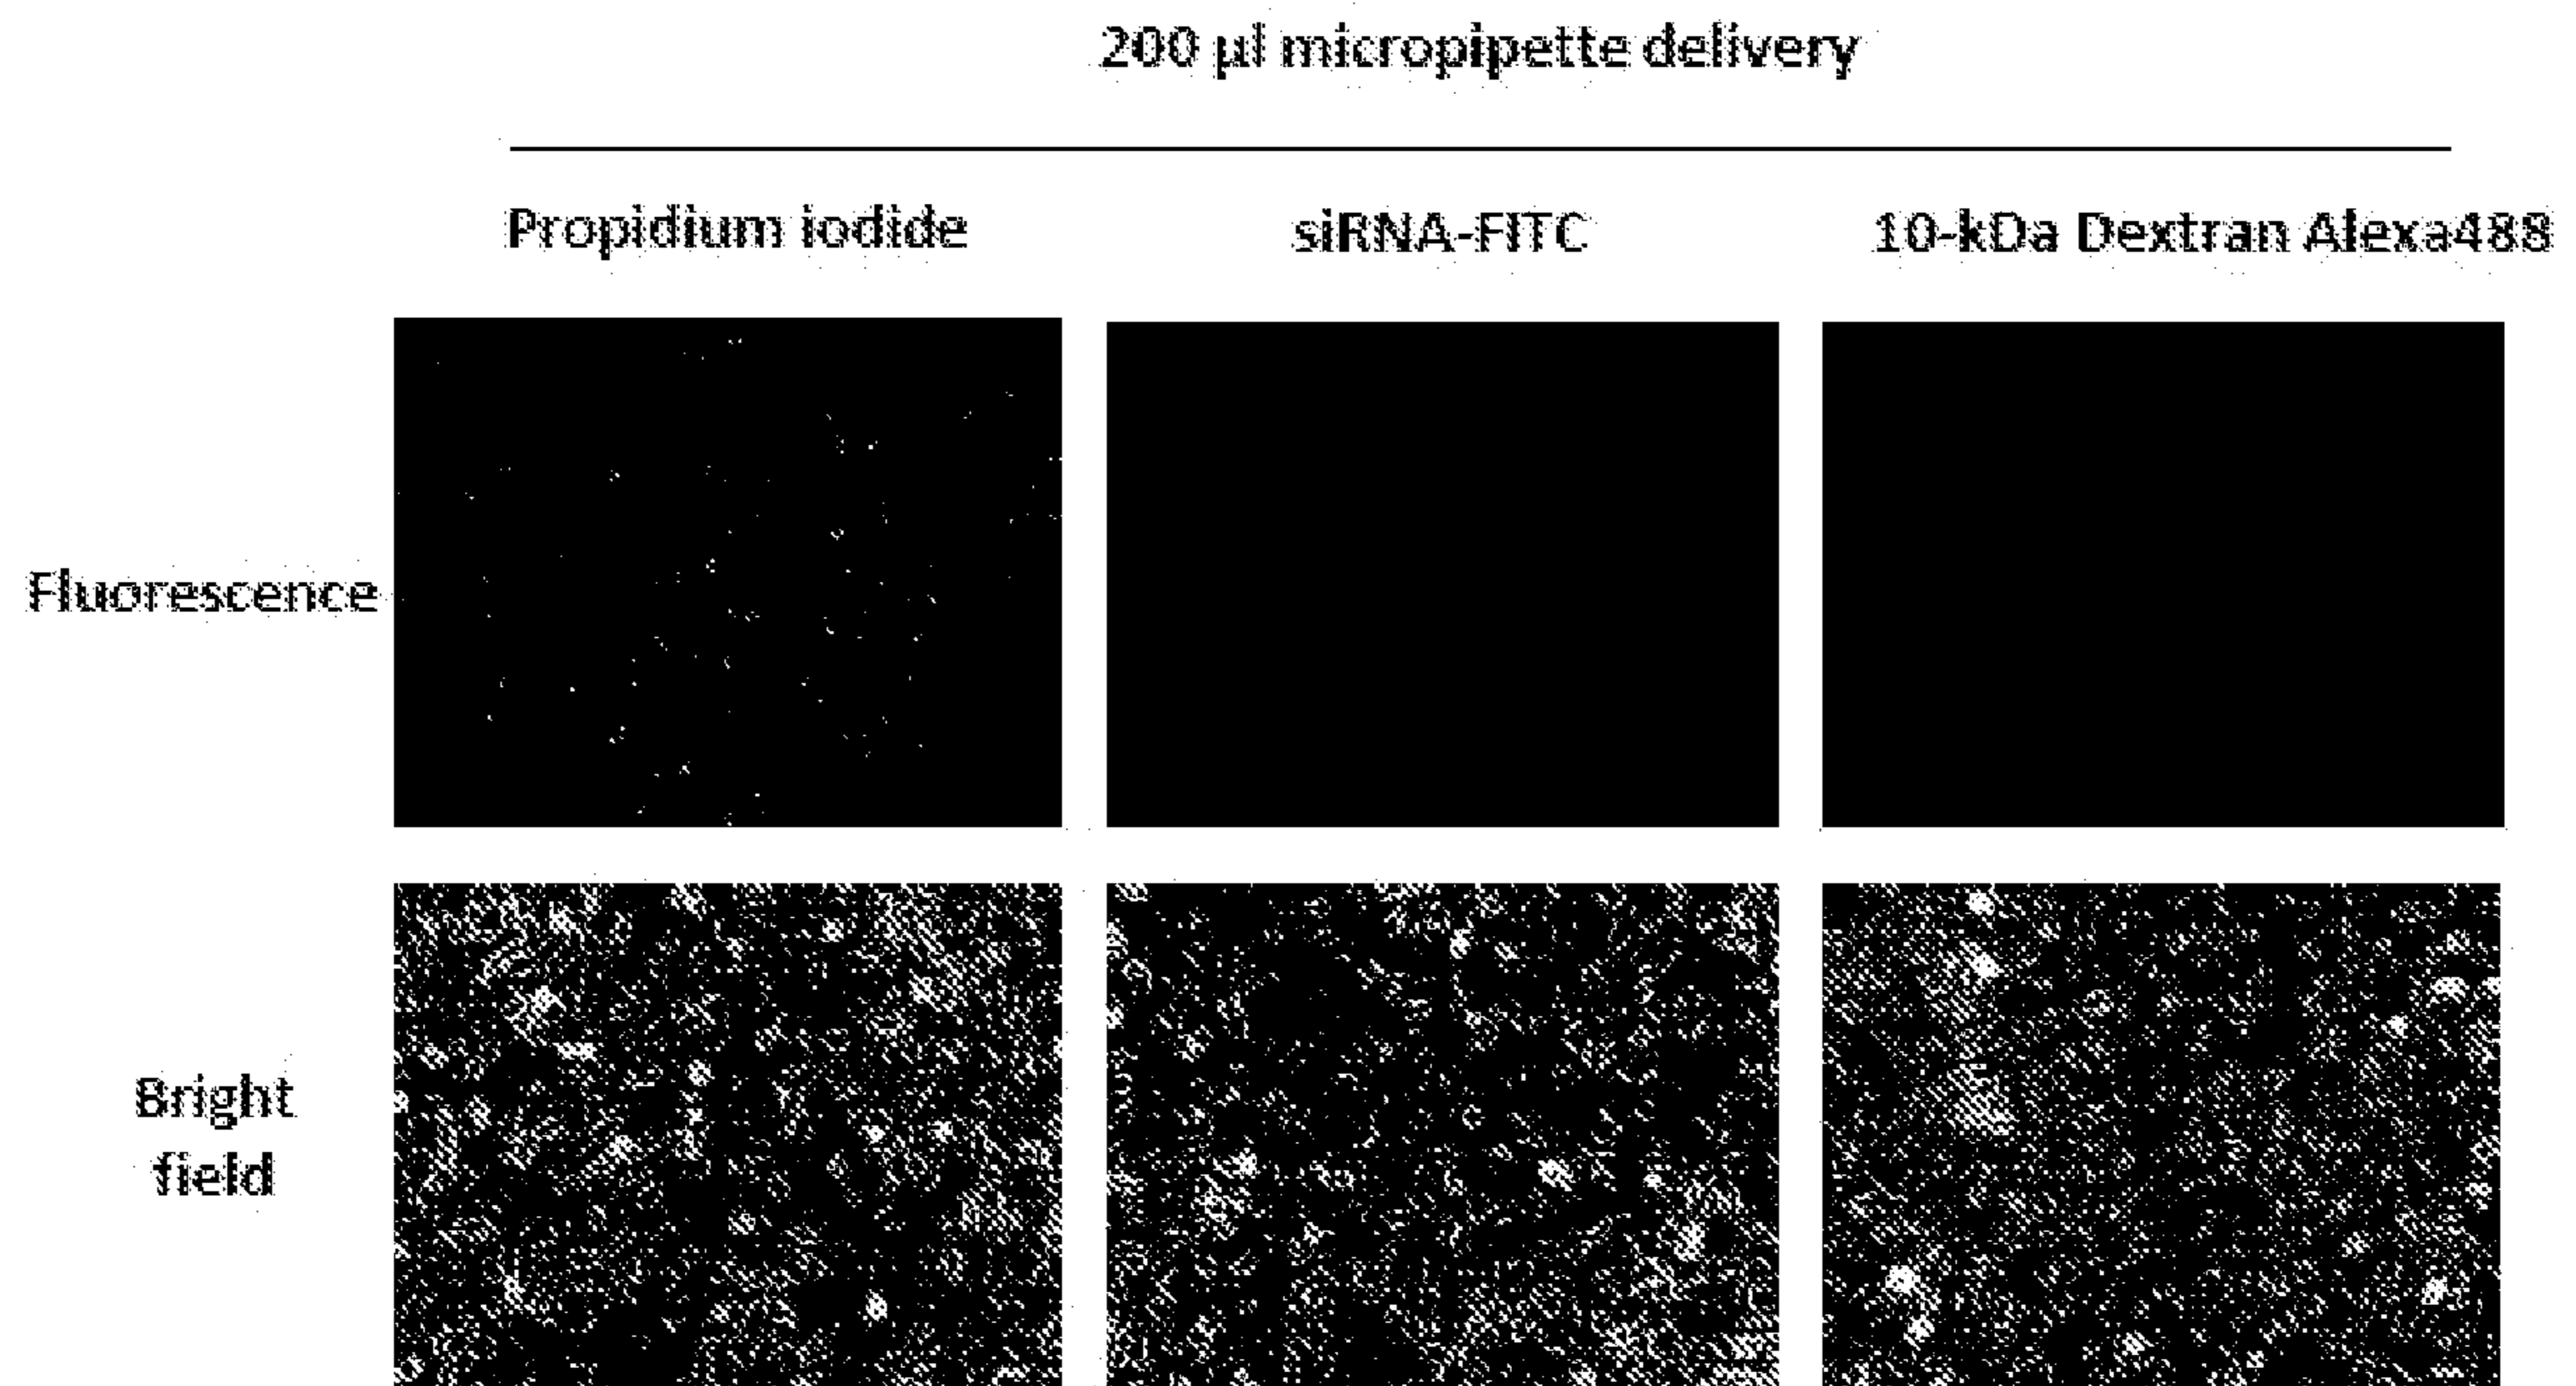 200 µl micropipette delivery
Propidium iodide siRNA-FITC 10-kDa Dextran Alexa488
Fluorescence
Bright
field